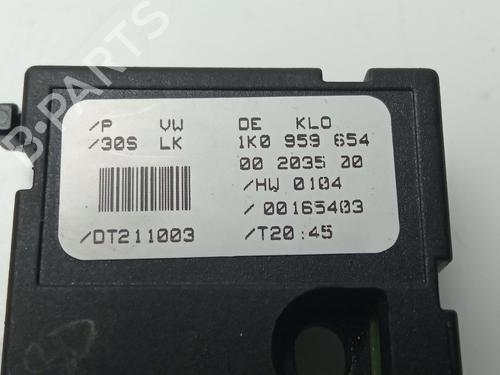 B-PARTS
/P VW DE KLO
/30S LK 1K0 959 654
00 2035 00
/HW 0104
/00165403
/DT211003 /T20:45